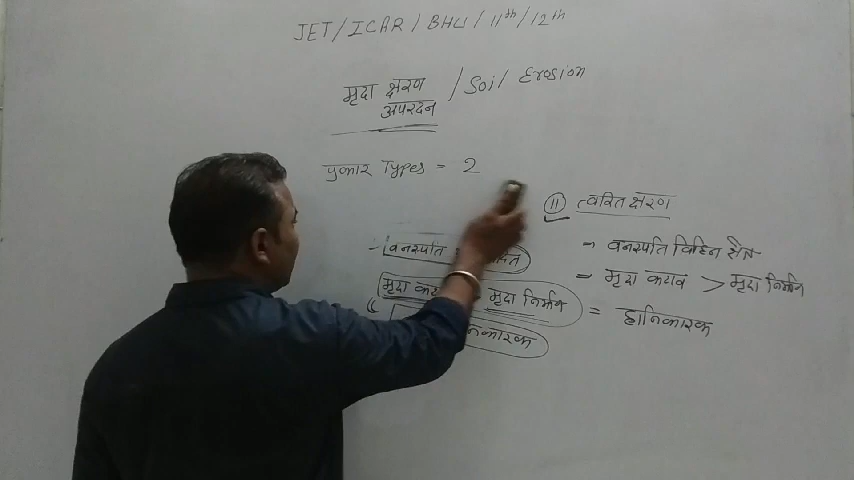 JET/ICAR/BHU/11th/12th
मृदा क्षरण / Soil Erosion
अपरदन
प्रकार Types = 2
(II) त्वरित क्षरण
- वनस्पति
मृदा मृदा निर्माण
- वनस्पति विहिन क्षेत्र
= मृदा कटाव > मृदा निर्माण
= हानिकारक